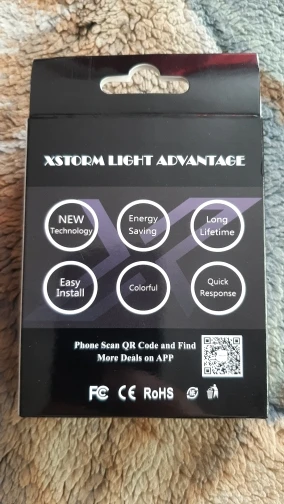 XSTORM LIGHT ADVANTAGE
NEW
Technology
Energy
Saving
Long
Lifetime
Easy
Install
Colorful
Quick
Response
Phone Scan QR Code and Find
More Deals on APP
FC CE RoHS